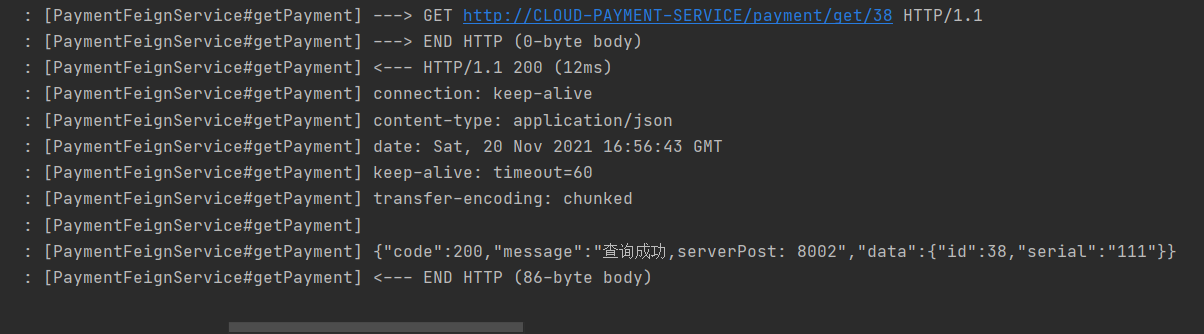 : [PaymentFeignService#getPayment] ---> GET http://CLOUD-PAYMENT-SERVICE/payment/get/38 HTTP/1.1
: [PaymentFeignService#getPayment] ---> END HTTP (0-byte body)
: [PaymentFeignService#getPayment] <--- HTTP/1.1 200 (12ms)
: [PaymentFeignService#getPayment] connection: keep-alive
: [PaymentFeignService#getPayment] content-type: application/json
: [PaymentFeignService#getPayment] date: Sat, 20 Nov 2021 16:56:43 GMT
: [PaymentFeignService#getPayment] keep-alive: timeout=60
: [PaymentFeignService#getPayment] transfer-encoding: chunked
: [PaymentFeignService#getPayment]
: [PaymentFeignService#getPayment] {"code":200,"message":"查询成功,serverPost: 8002","data":{"id":38,"serial":"111"}}
: [PaymentFeignService#getPayment] <--- END HTTP (86-byte body)